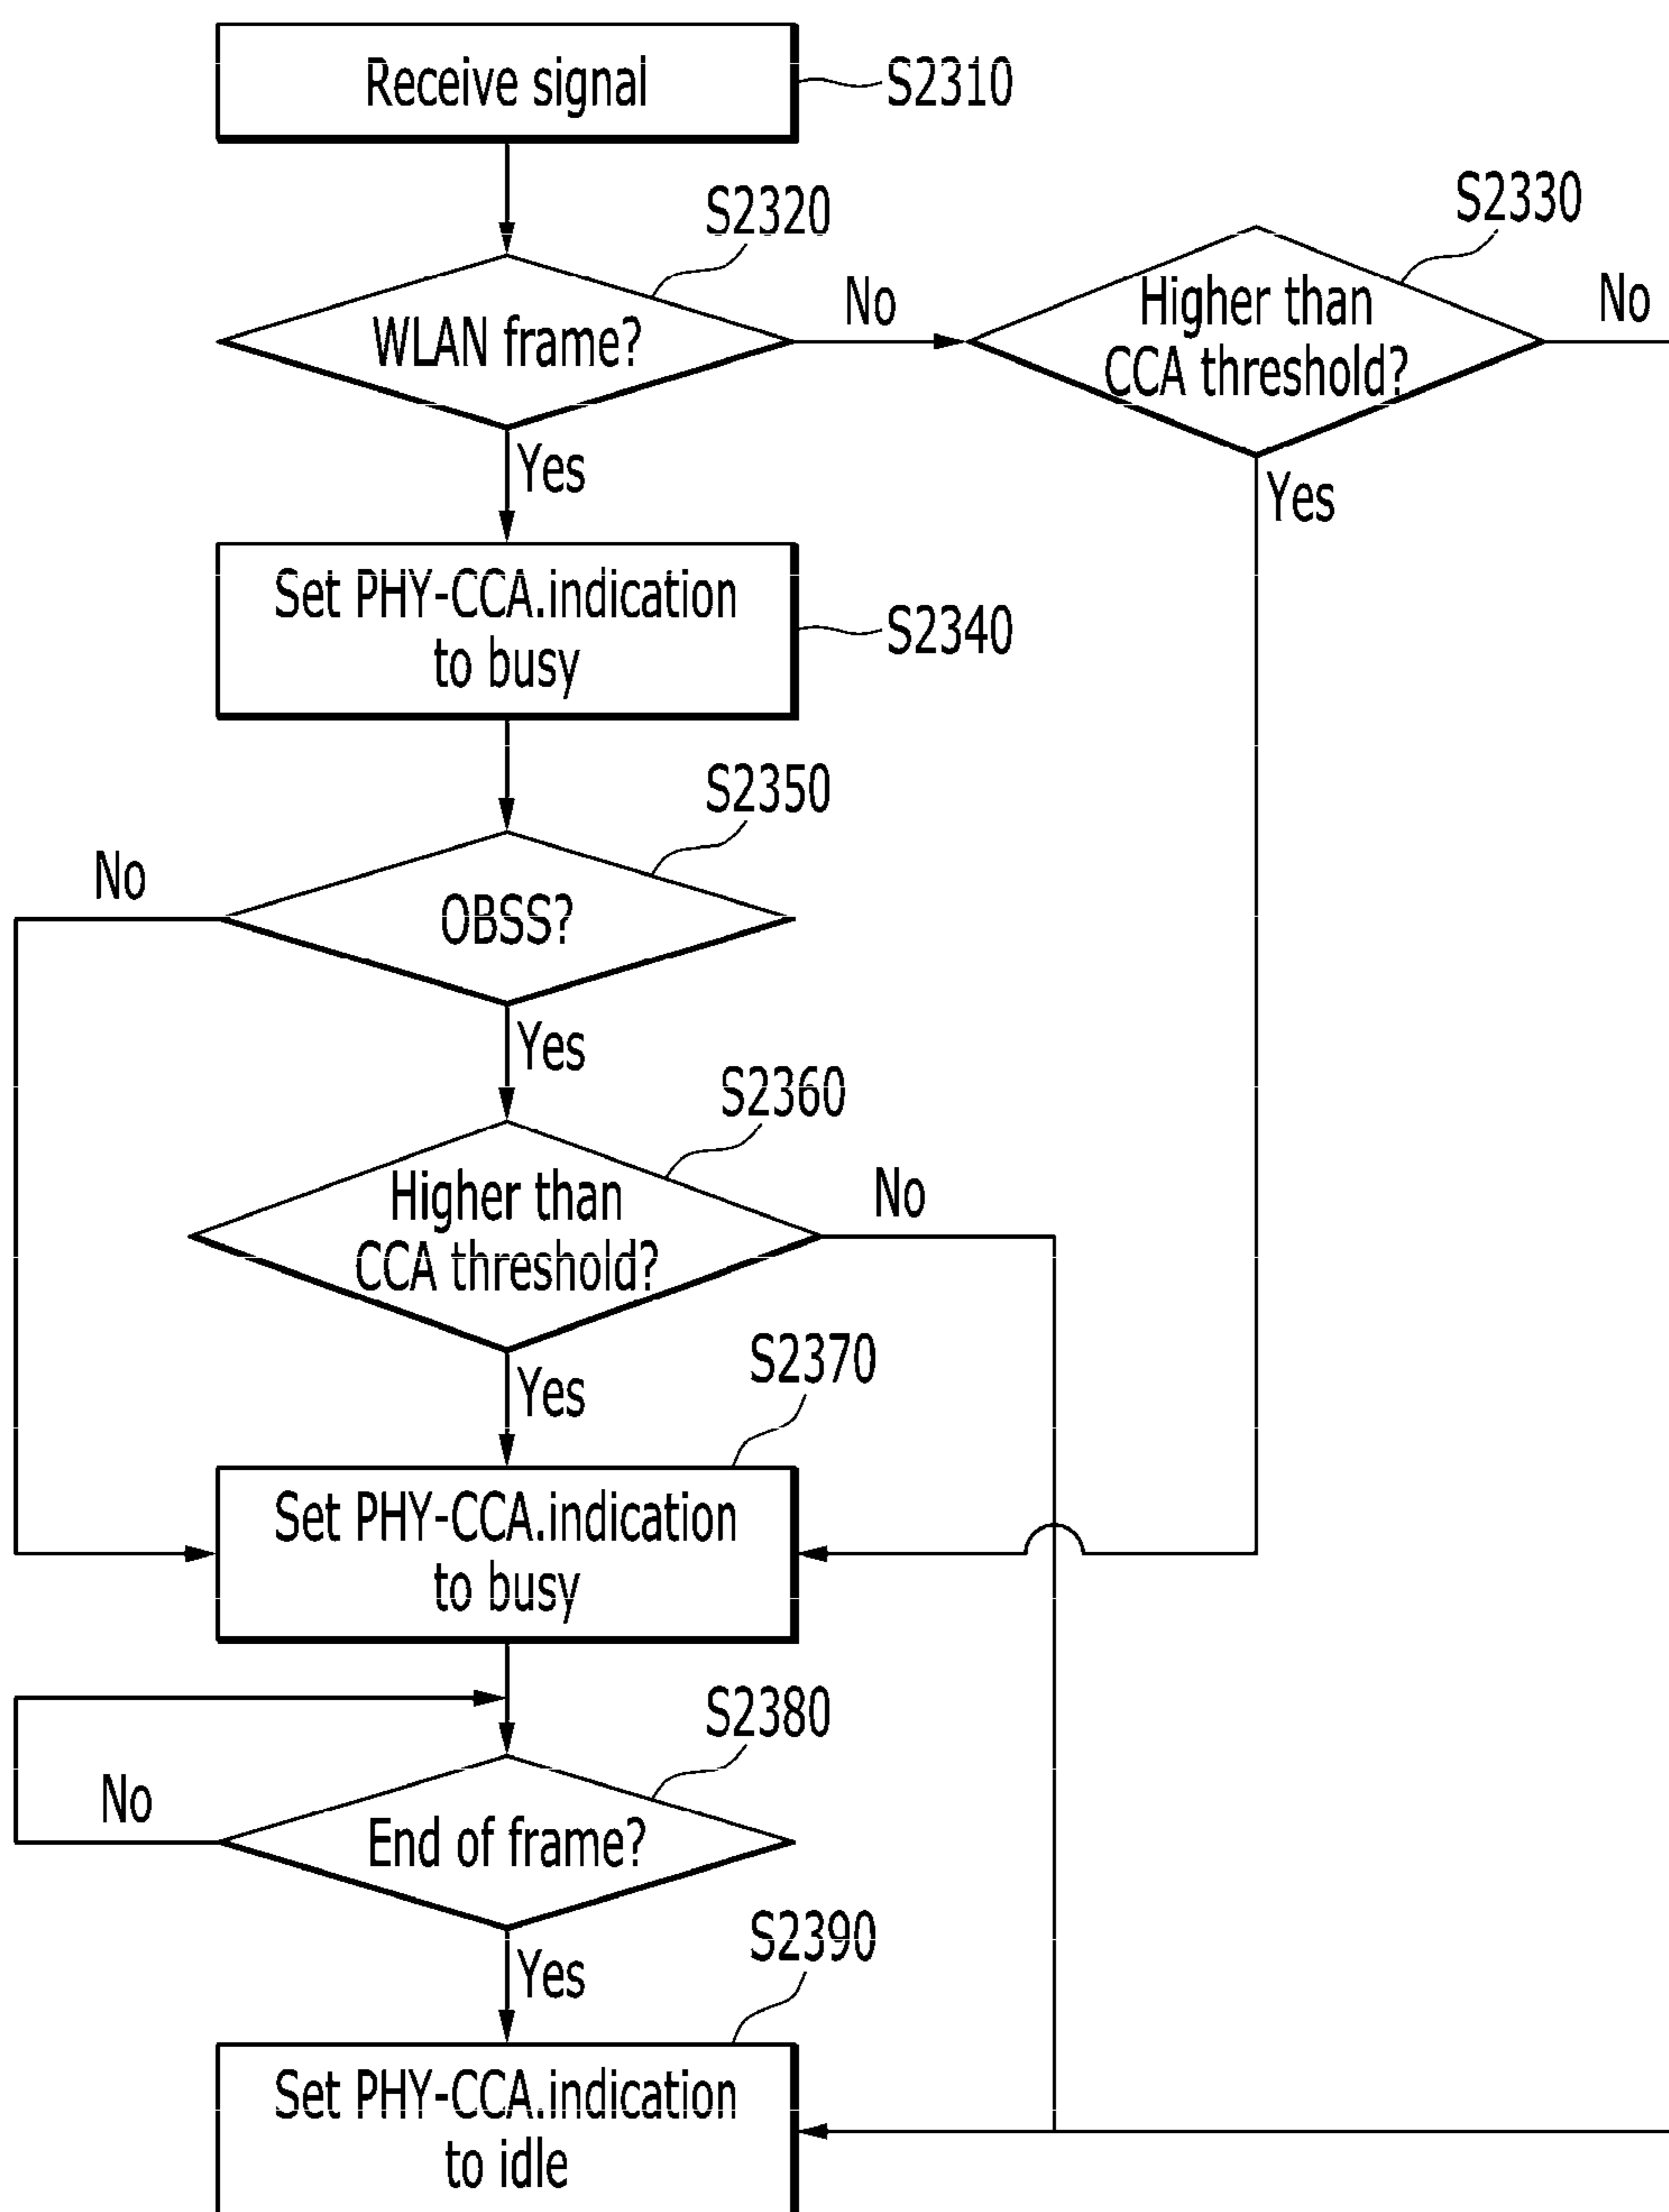 Receive signal
S2310
S2320
S2330
WLAN frame?
No
Higher than
CCA threshold?
No
Yes
Yes
Set PHY-CCA.indication
to busy
S2340
S2350
No
OBSS?
Yes
S2360
Higher than
CCA threshold?
No
S2370
Yes
Set PHY-CCA.indication
to busy
S2380
No
End of frame?
S2390
Yes
Set PHY-CCA.indication
to idle